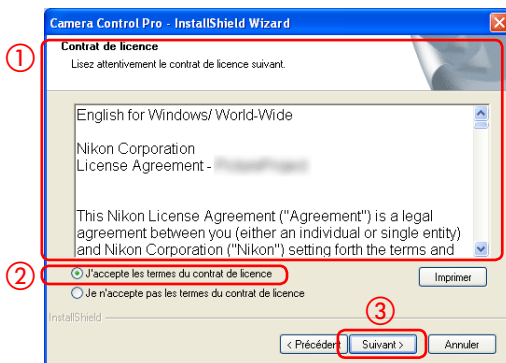 Camera Control Pro - InstallShield Wizard
Contrat de licence
1
Lisez attentivement le contrat de licence suivant.
English for Windows/ World-Wide
Nikon Corporation
License Agreement -
This Nikon License Agreement ("Agreement") is a legal
agreement between you (either an individual or single entity)
and Nikon Corporation ("Nikon") setting forth the terms and
2
J'accepte les termes du contrat de licence
Imprimer
Je n'accepte pas les termes du contrat de licence
3
InstallShield
< Précédent
Suivant >
Annuler